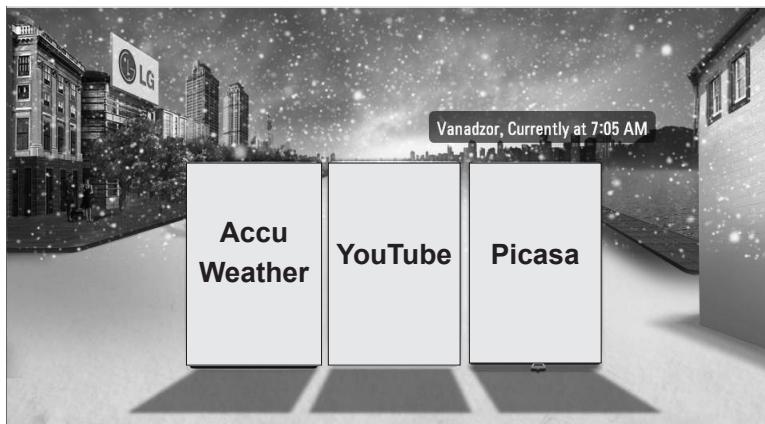 LG
Vanadzor, Currently at 7:05 AM
Accu
Weather
YouTube
Picasa